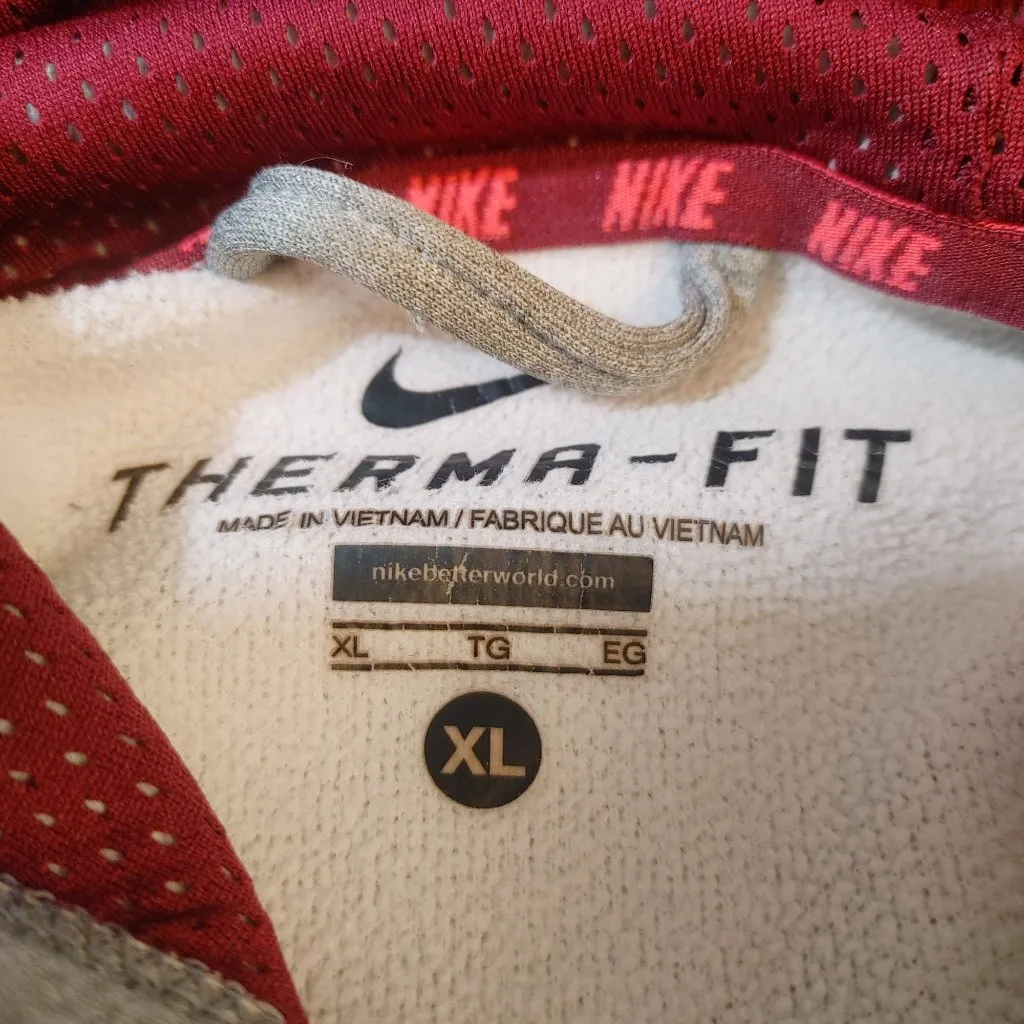 NIKE NIKE NIKE
THERMA-FIT
MADE IN VIETNAM / FABRIQUE AU VIETNAM
nikebetterworld.com
XL TG EG
XL